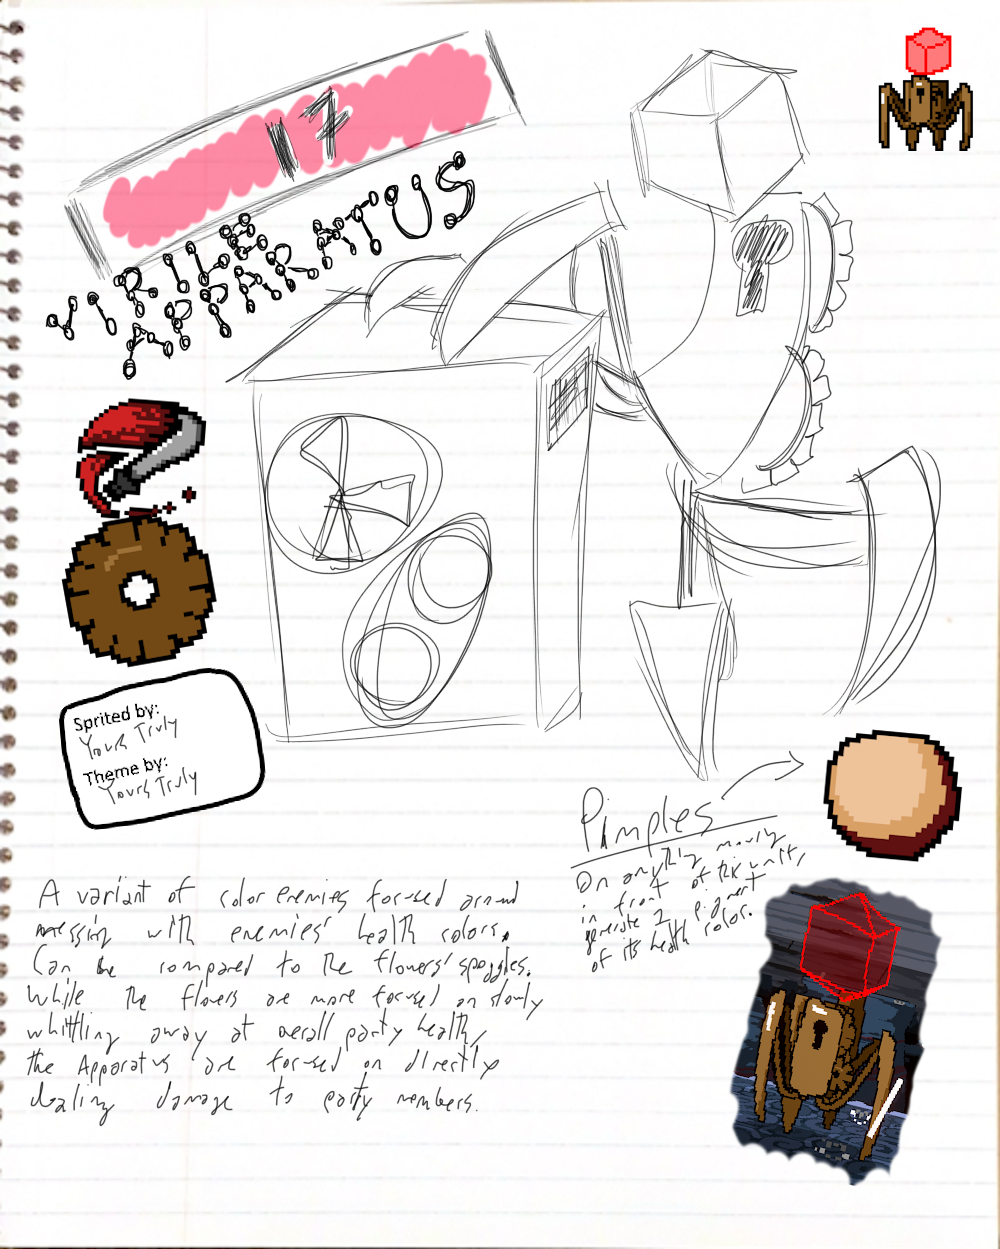 17
VIRILE
APPARATUS
Sprited by:
Yours Truly
Theme by:
Yours Truly
Pimples
On anything moving
in front of this unit,
generate 2 pigment
of its health color.
A variant of color enemies focused around
messing with enemies' health colors.
Can be compared to the flowers' spoggles.
While the flowers are more focused on slowly
whittling away at overall party health,
the Apparatus are focused on directly
dealing damage to party members.